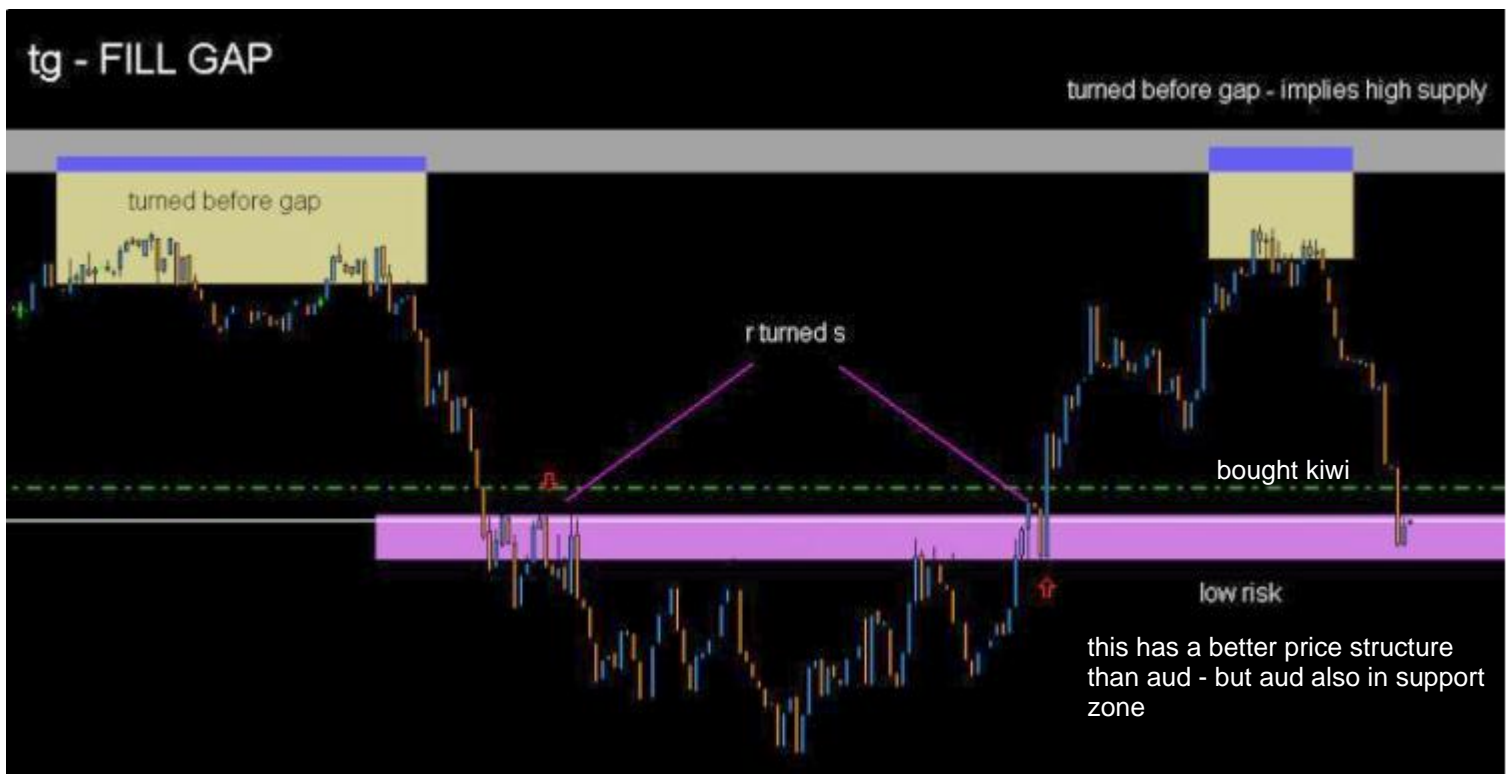 tg - FILL GAP
turned before gap - implies high supply
turned before gap
r turned s
bought kiwi
low risk
this has a better price structure
than aud - but aud also in support
zone